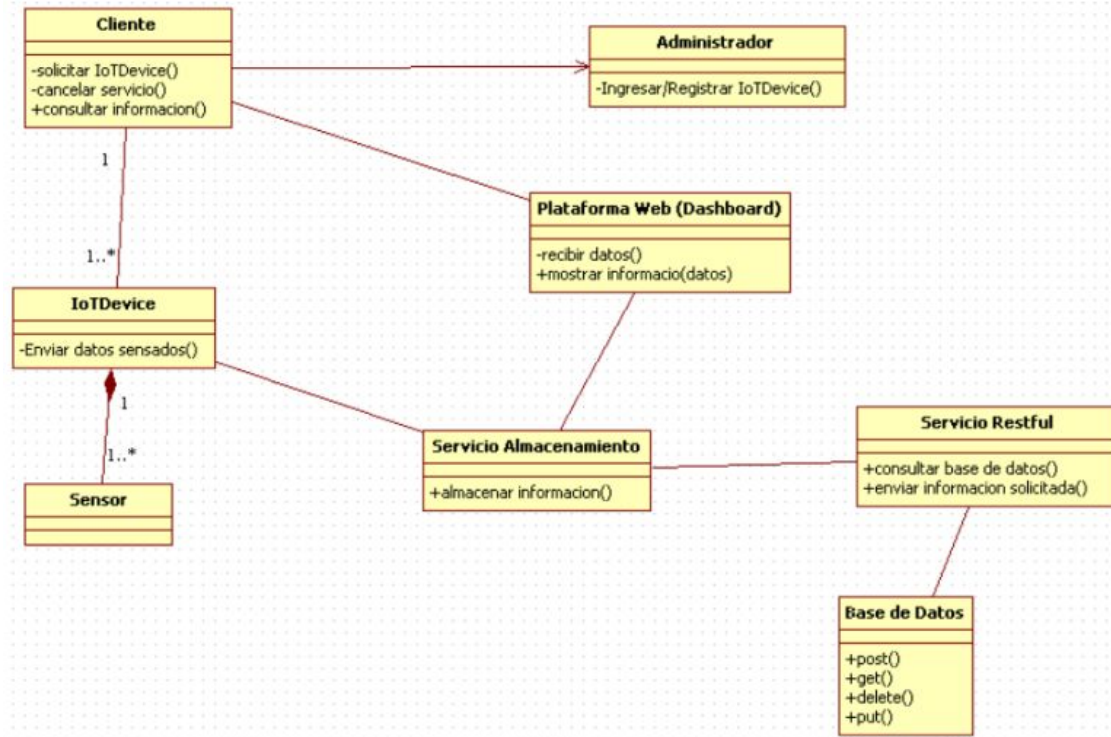 Cliente
-solicitar IoTDevice()
-cancelar servicio()
+consultar informacion()
Administrador
-Ingresar/Registrar IoTDevice()
1
1..*
Plataforma Web (Dashboard)
-recibir datos()
+mostrar informacio(datos)
IoTDevice
-Enviar datos sensados()
1
1..*
Sensor
Servicio Almacenamiento
+almacenar informacion()
Servicio Restful
+consultar base de datos()
+enviar informacion solicitada()
Base de Datos
+post()
+get()
+delete()
+put()